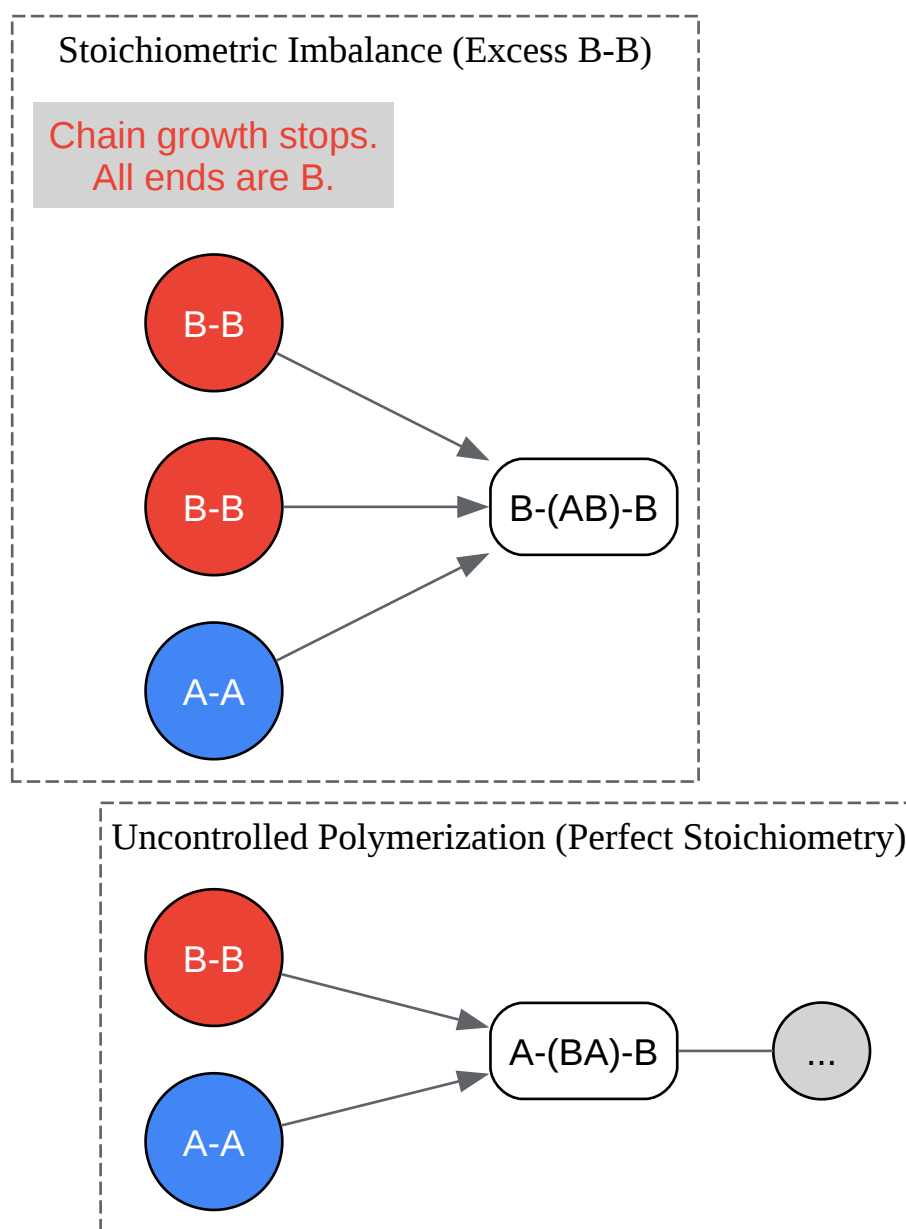 Stoichiometric Imbalance (Excess B-B)
Chain growth stops.
All ends are B.
B-B
B-B
B-(AB)-B
A-A
Uncontrolled Polymerization (Perfect Stoichiometry)
B-B
A-(BA)-B
...
A-A